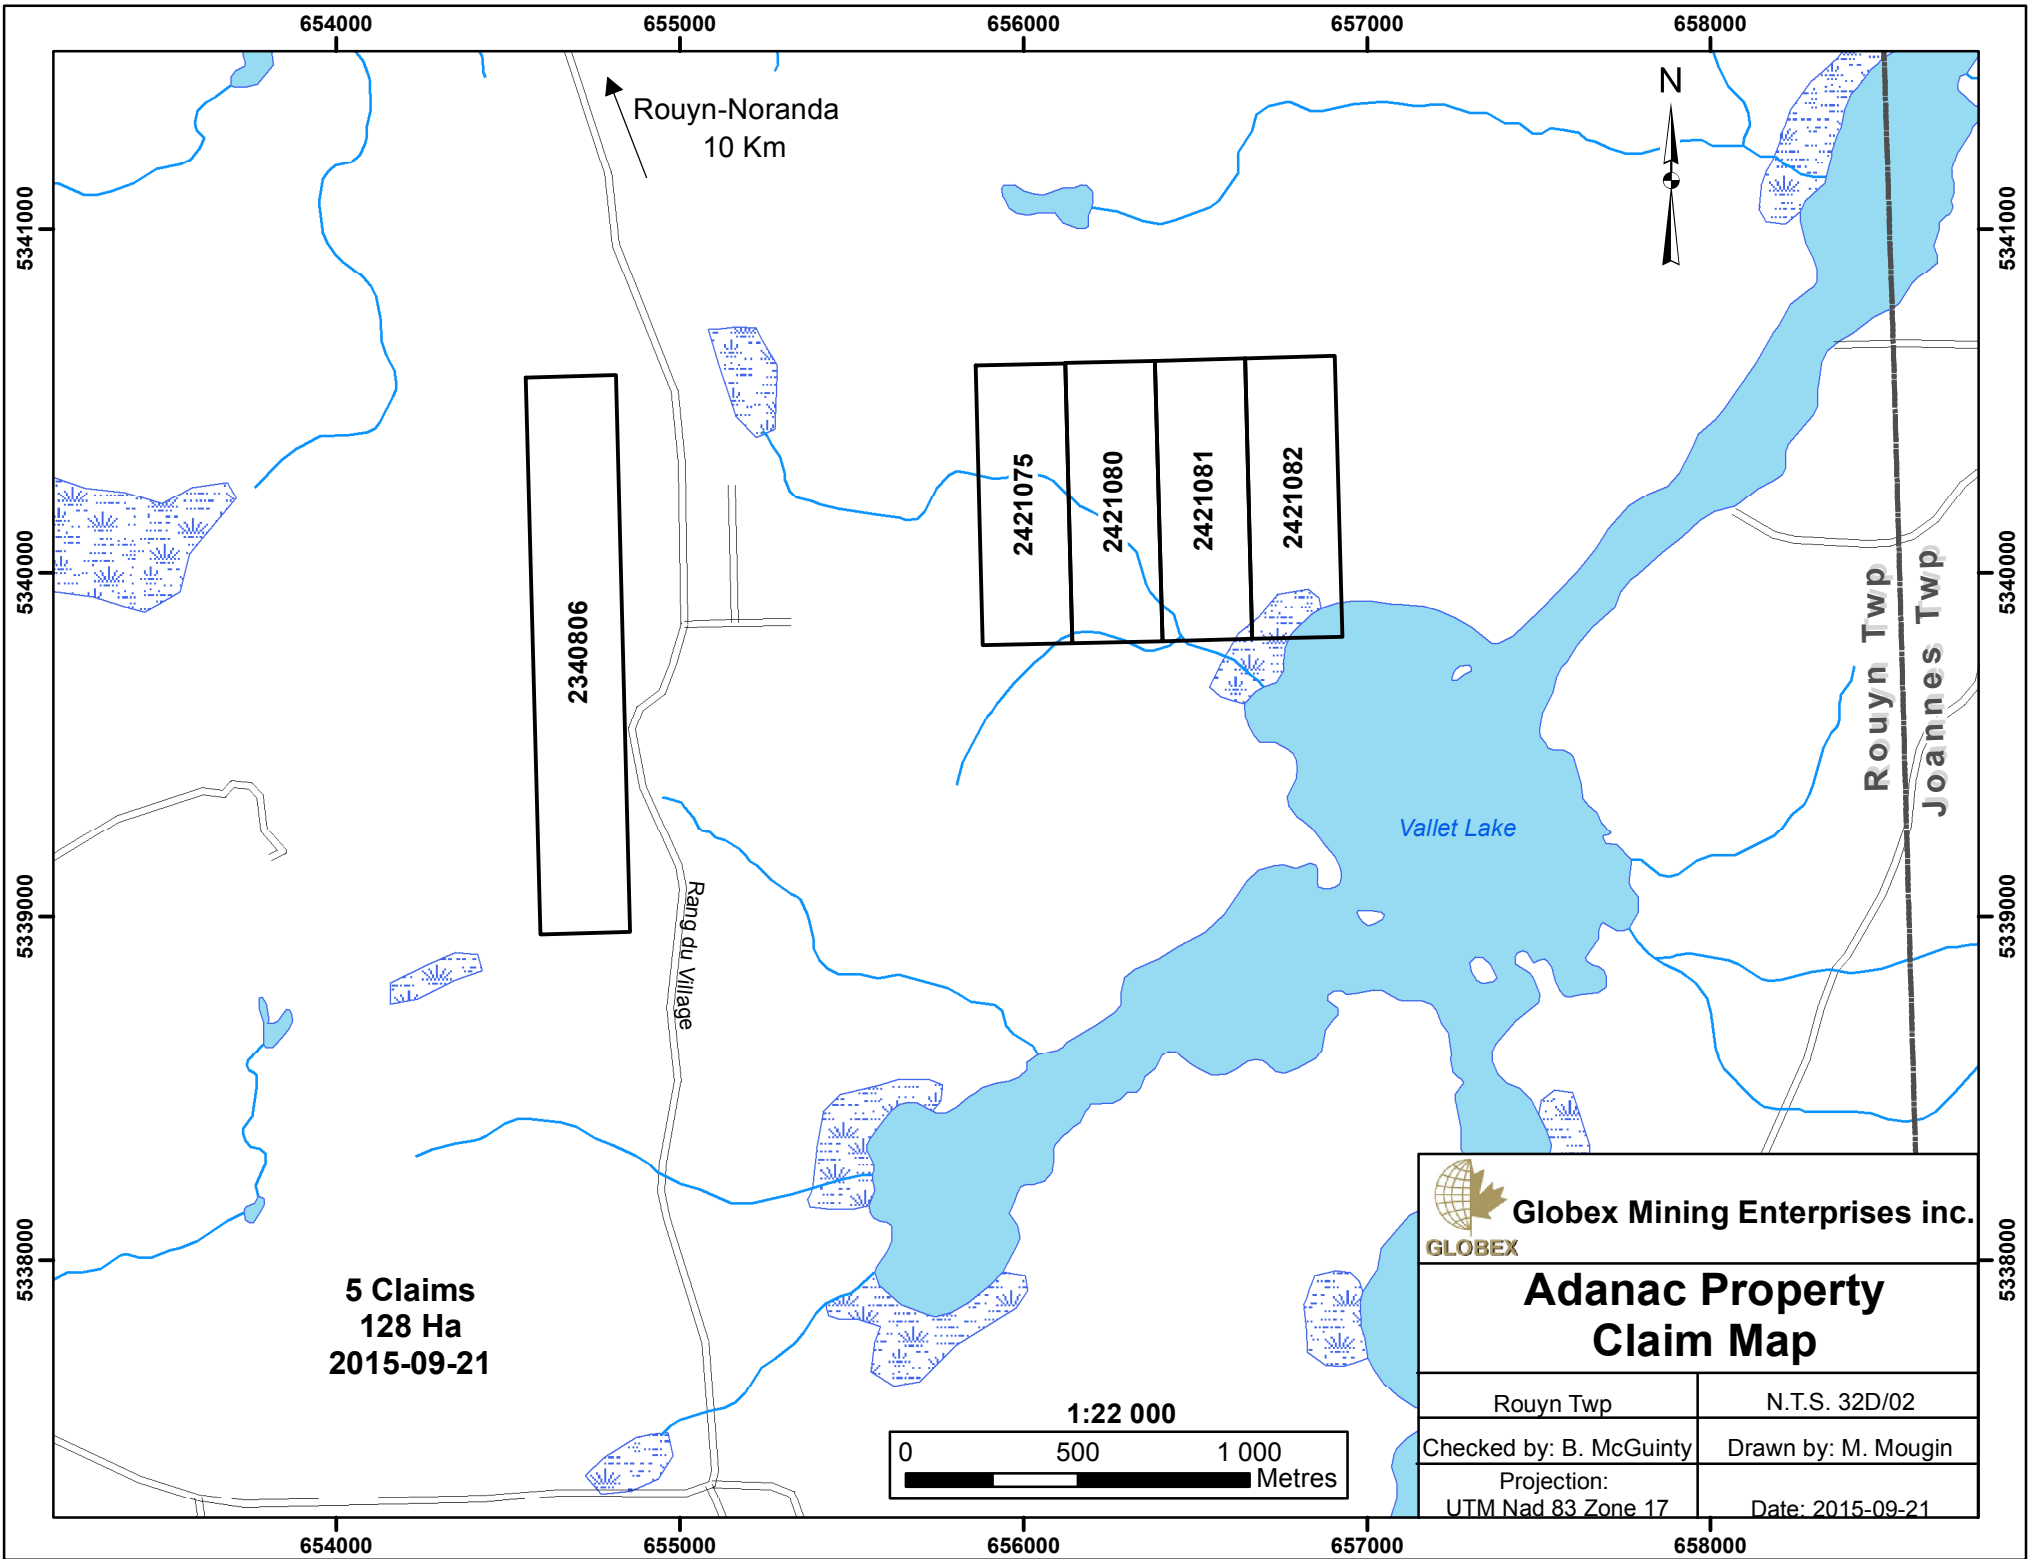 654000
655000
656000
657000
658000
Rouyn-Noranda
10 Km
N
5341000
5341000
2421075
2421080
2421081
2421082
5340000
5340000
2340806
Rouyn Twp
Joannes Twp
Vallet Lake
5339000
5339000
Rang du Village
5338000
5338000
5 Claims
128 Ha
2015-09-21
1:22 000
0 500 1 000
Metres
GLOBEX
Globex Mining Enterprises inc.
Adanac Property
Claim Map
Rouyn Twp
N.T.S. 32D/02
Checked by: B. McGuinty
Drawn by: M. Mougin
Projection:
UTM Nad 83 Zone 17
Date: 2015-09-21
654000
655000
656000
657000
658000